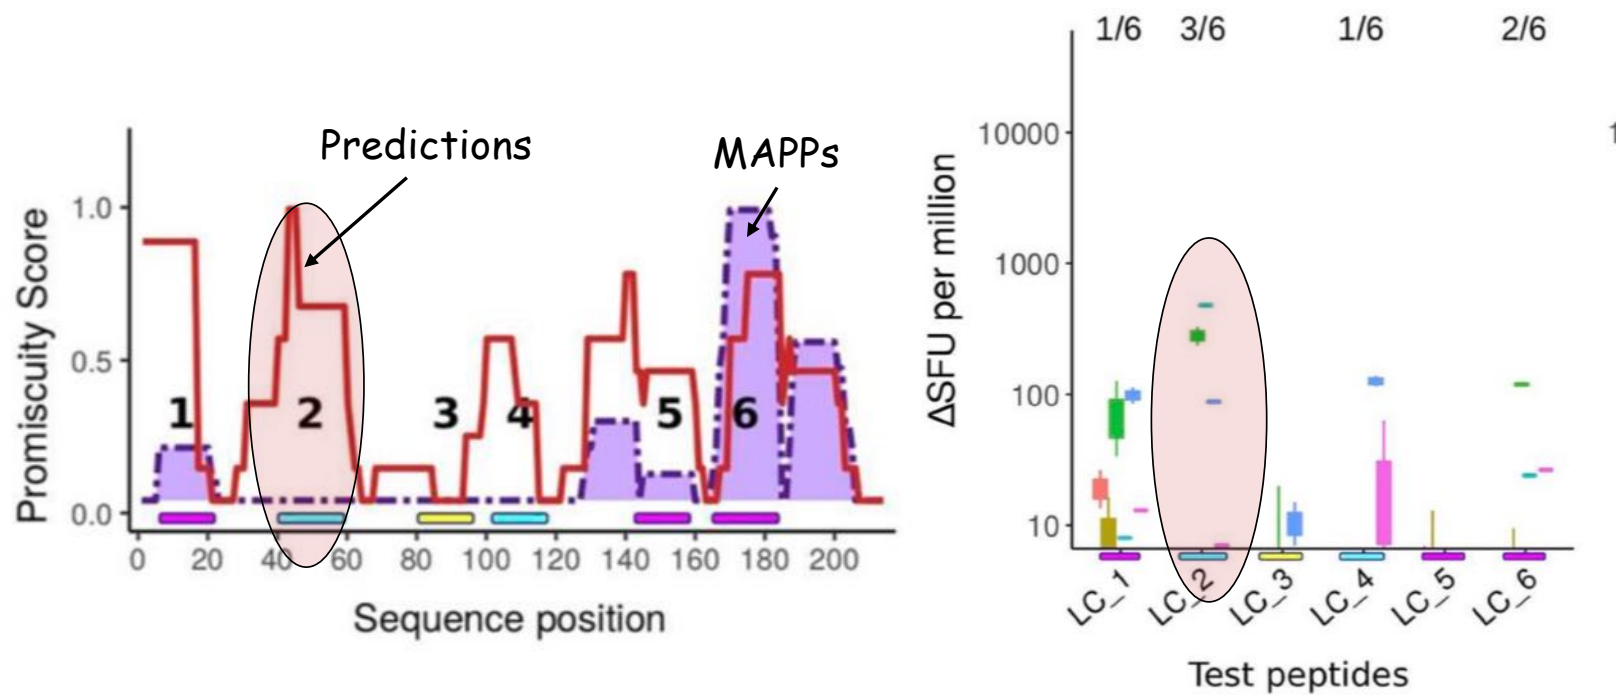 Predictions
MAPPs
Promiscuity Score
1.0
0.5
0.0
1
2
3
4
5
6
0 20 40 60 80 100 120 140 160 180 200
Sequence position
1/6 3/6 1/6 2/6
ΔSFU per million
10000
1000
100
10
LC_1
LC_2
LC_3
LC_4
LC_5
LC_6
Test peptides